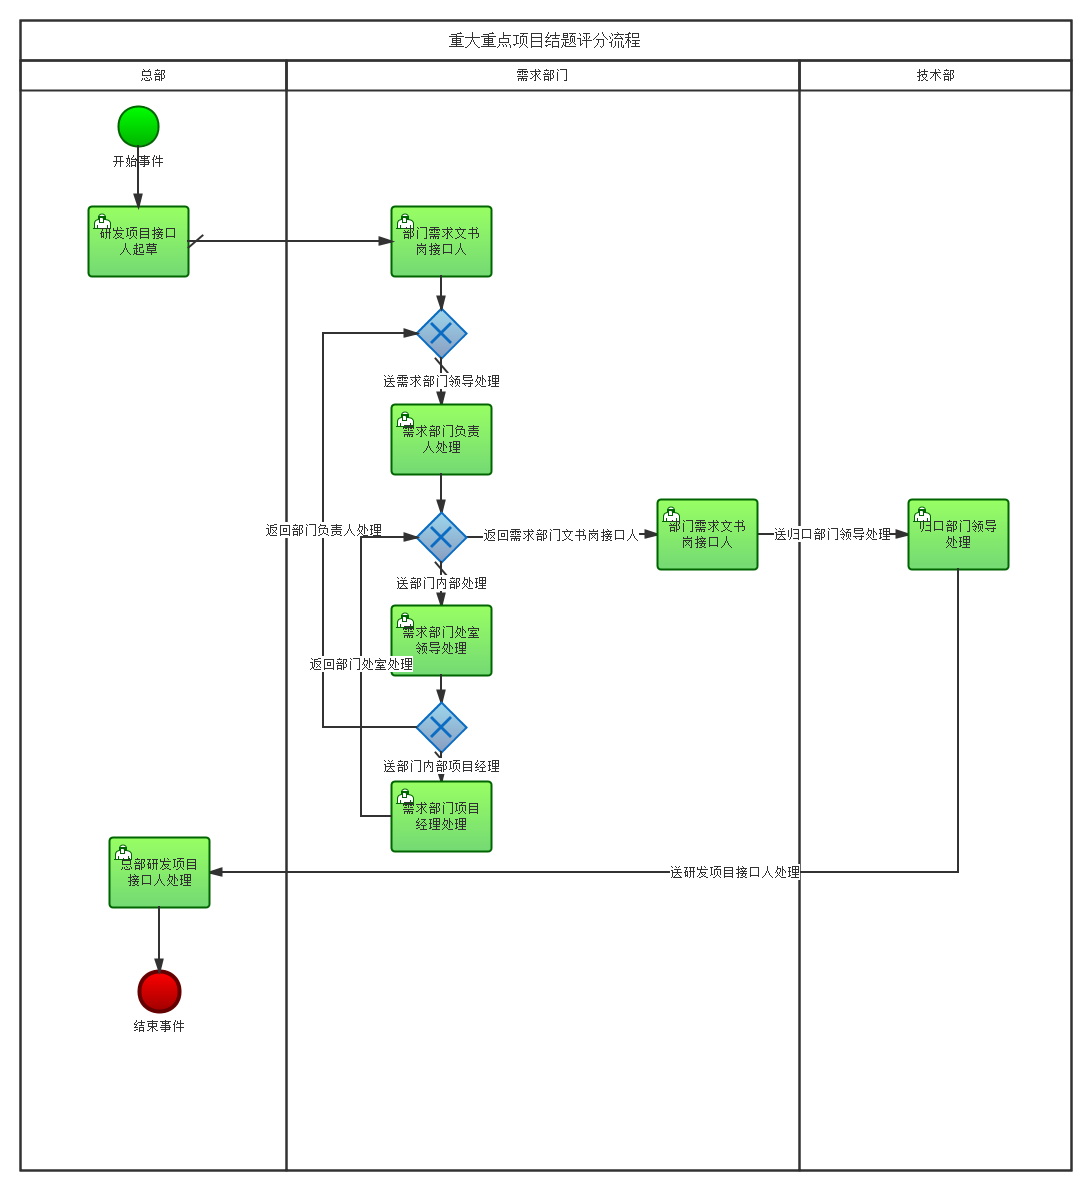 重大重点项目结题评分流程
总部
需求部门
技术部
开始事件
研发项目接口
人起草
部门需求文书
岗接口人
送需求部门领导处理
需求部门负责
人处理
返回部门负责人处理
返回需求部门文书岗接口人
部门需求文书
岗接口人
送归口部门领导处理
归口部门领导
处理
送部门内部处理
需求部门处室
领导处理
返回部门处室处理
送部门内部项目经理
需求部门项目
经理处理
总部研发项目
接口人处理
送研发项目接口人处理
结束事件